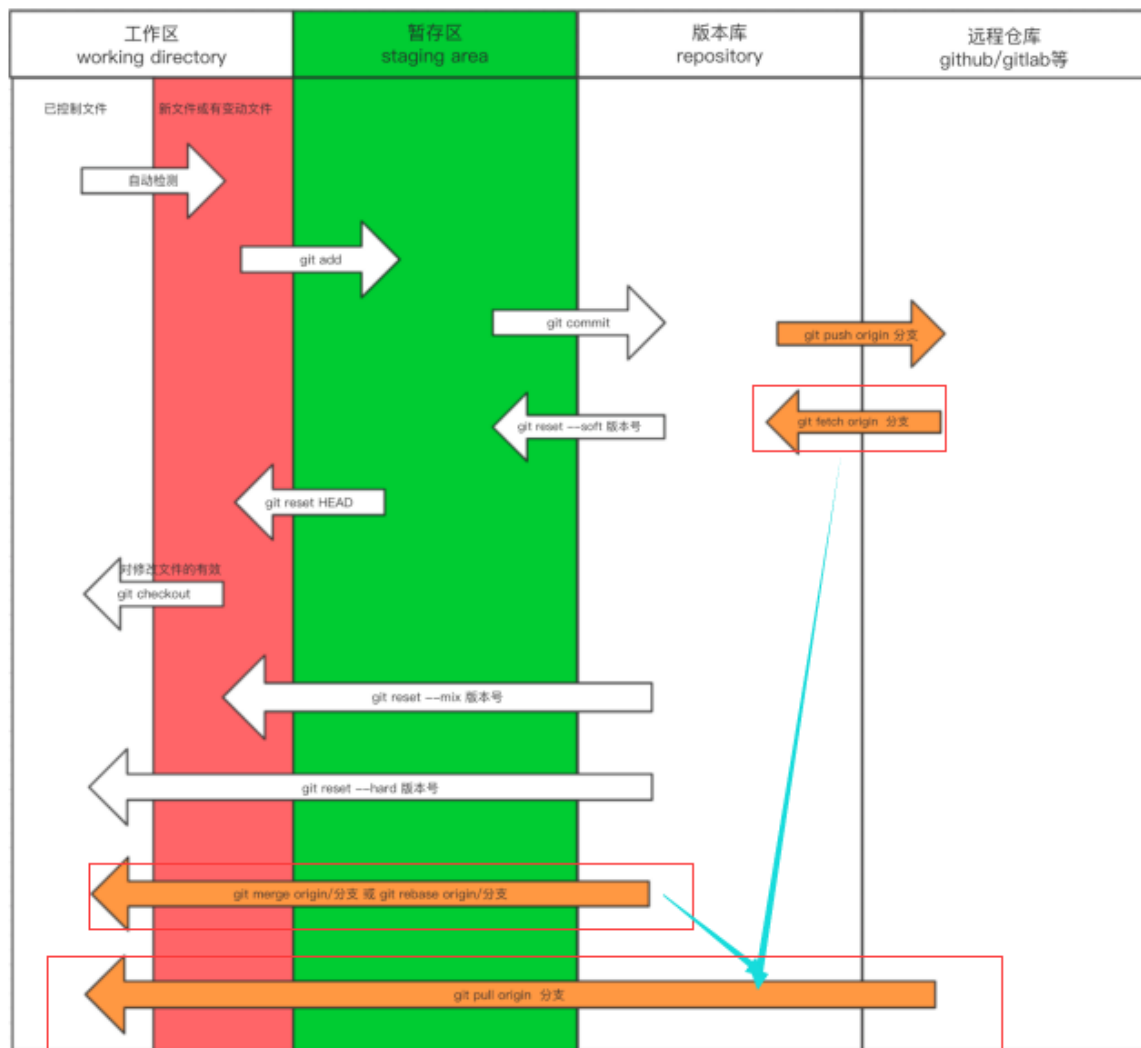 工作区
working directory
暂存区
staging area
版本库
repository
远程仓库
github/gitlab等
已控制文件
新文件或有变动文件
自动检测
git add
git commit
git push origin 分支
git fetch origin 分支
git reset --soft 版本号
git reset HEAD
对修改文件的有效
git checkout
git reset --mix 版本号
git reset --hard 版本号
git merge origin/分支 或 git rebase origin/分支
git pull origin 分支